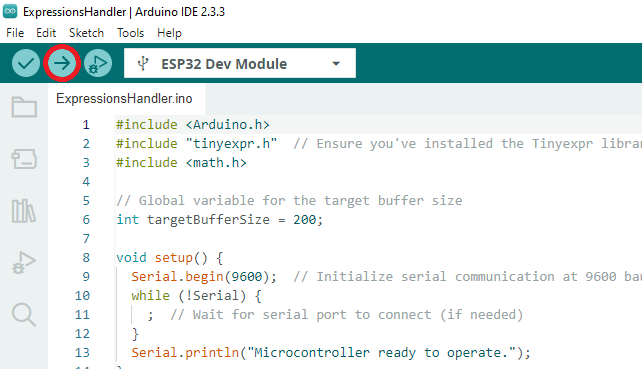 ExpressionsHandler | Arduino IDE 2.3.3
File Edit Sketch Tools Help
ESP32 Dev Module
ExpressionsHandler.ino
1 #include <Arduino.h>
2 #include "tinyexpr.h"  // Ensure you've installed the Tinyexpr librar
3 #include <math.h>
4
5 // Global variable for the target buffer size
6 int targetBufferSize = 200;
7
8 void setup() {
9   Serial.begin(9600);  // Initialize serial communication at 9600 bau
10   while (!Serial) {
11     ;  // Wait for serial port to connect (if needed)
12   }
13   Serial.println("Microcontroller ready to operate.");